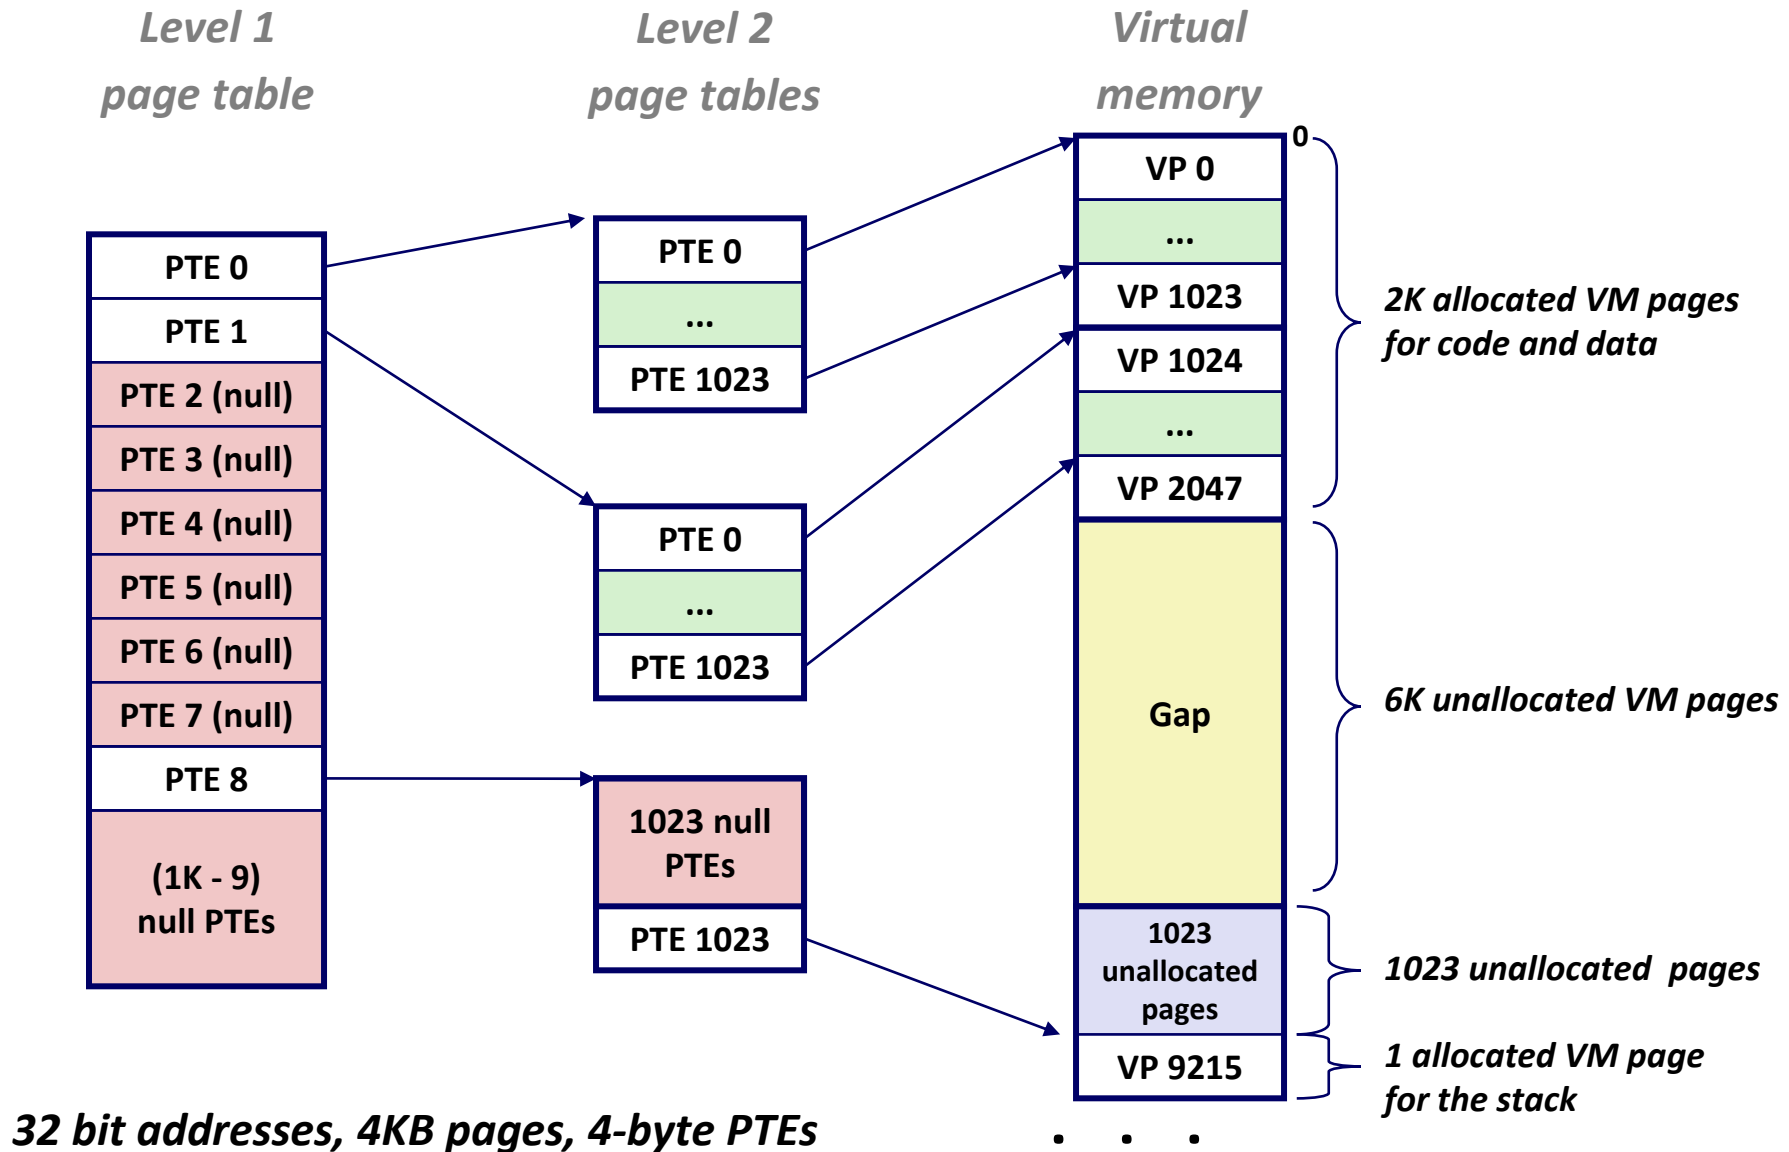 Level 1
page table
Level 2
page tables
Virtual
memory
PTE 0
PTE 1
PTE 2 (null)
PTE 3 (null)
PTE 4 (null)
PTE 5 (null)
PTE 6 (null)
PTE 7 (null)
PTE 8
(1K - 9)
null PTEs
PTE 0
...
PTE 1023
PTE 0
...
PTE 1023
1023 null
PTEs
PTE 1023
0
VP 0
...
VP 1023
VP 1024
...
VP 2047
Gap
1023
unallocated
pages
VP 9215
. . .
2K allocated VM pages
for code and data
6K unallocated VM pages
1023 unallocated  pages
1 allocated VM page
for the stack
32 bit addresses, 4KB pages, 4-byte PTEs